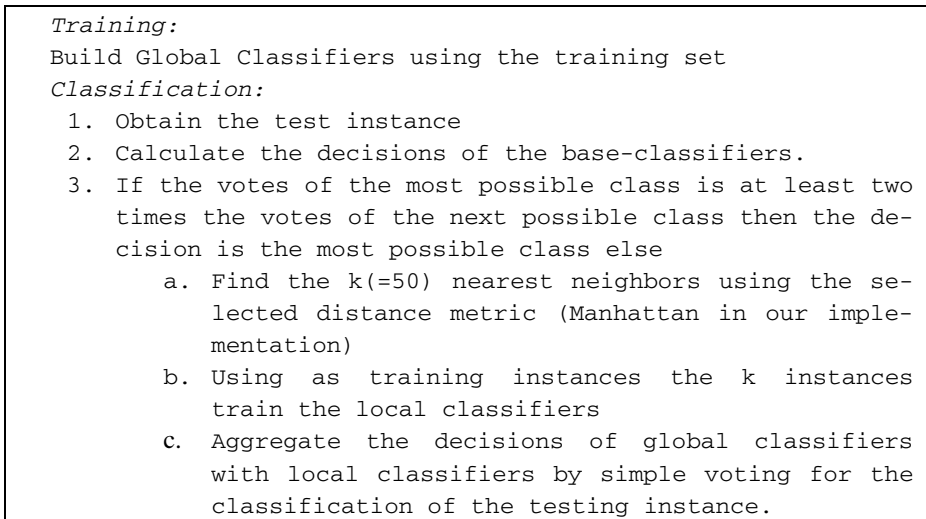 Training:
Build Global Classifiers using the training set
Classification:
1. Obtain the test instance
2. Calculate the decisions of the base-classifiers.
3. If the votes of the most possible class is at least two
times the votes of the next possible class then the de-
cision is the most possible class else
a. Find the k(=50) nearest neighbors using the se-
lected distance metric (Manhattan in our imple-
mentation)
b. Using as training instances the k instances
train the local classifiers
c. Aggregate the decisions of global classifiers
with local classifiers by simple voting for the
classification of the testing instance.